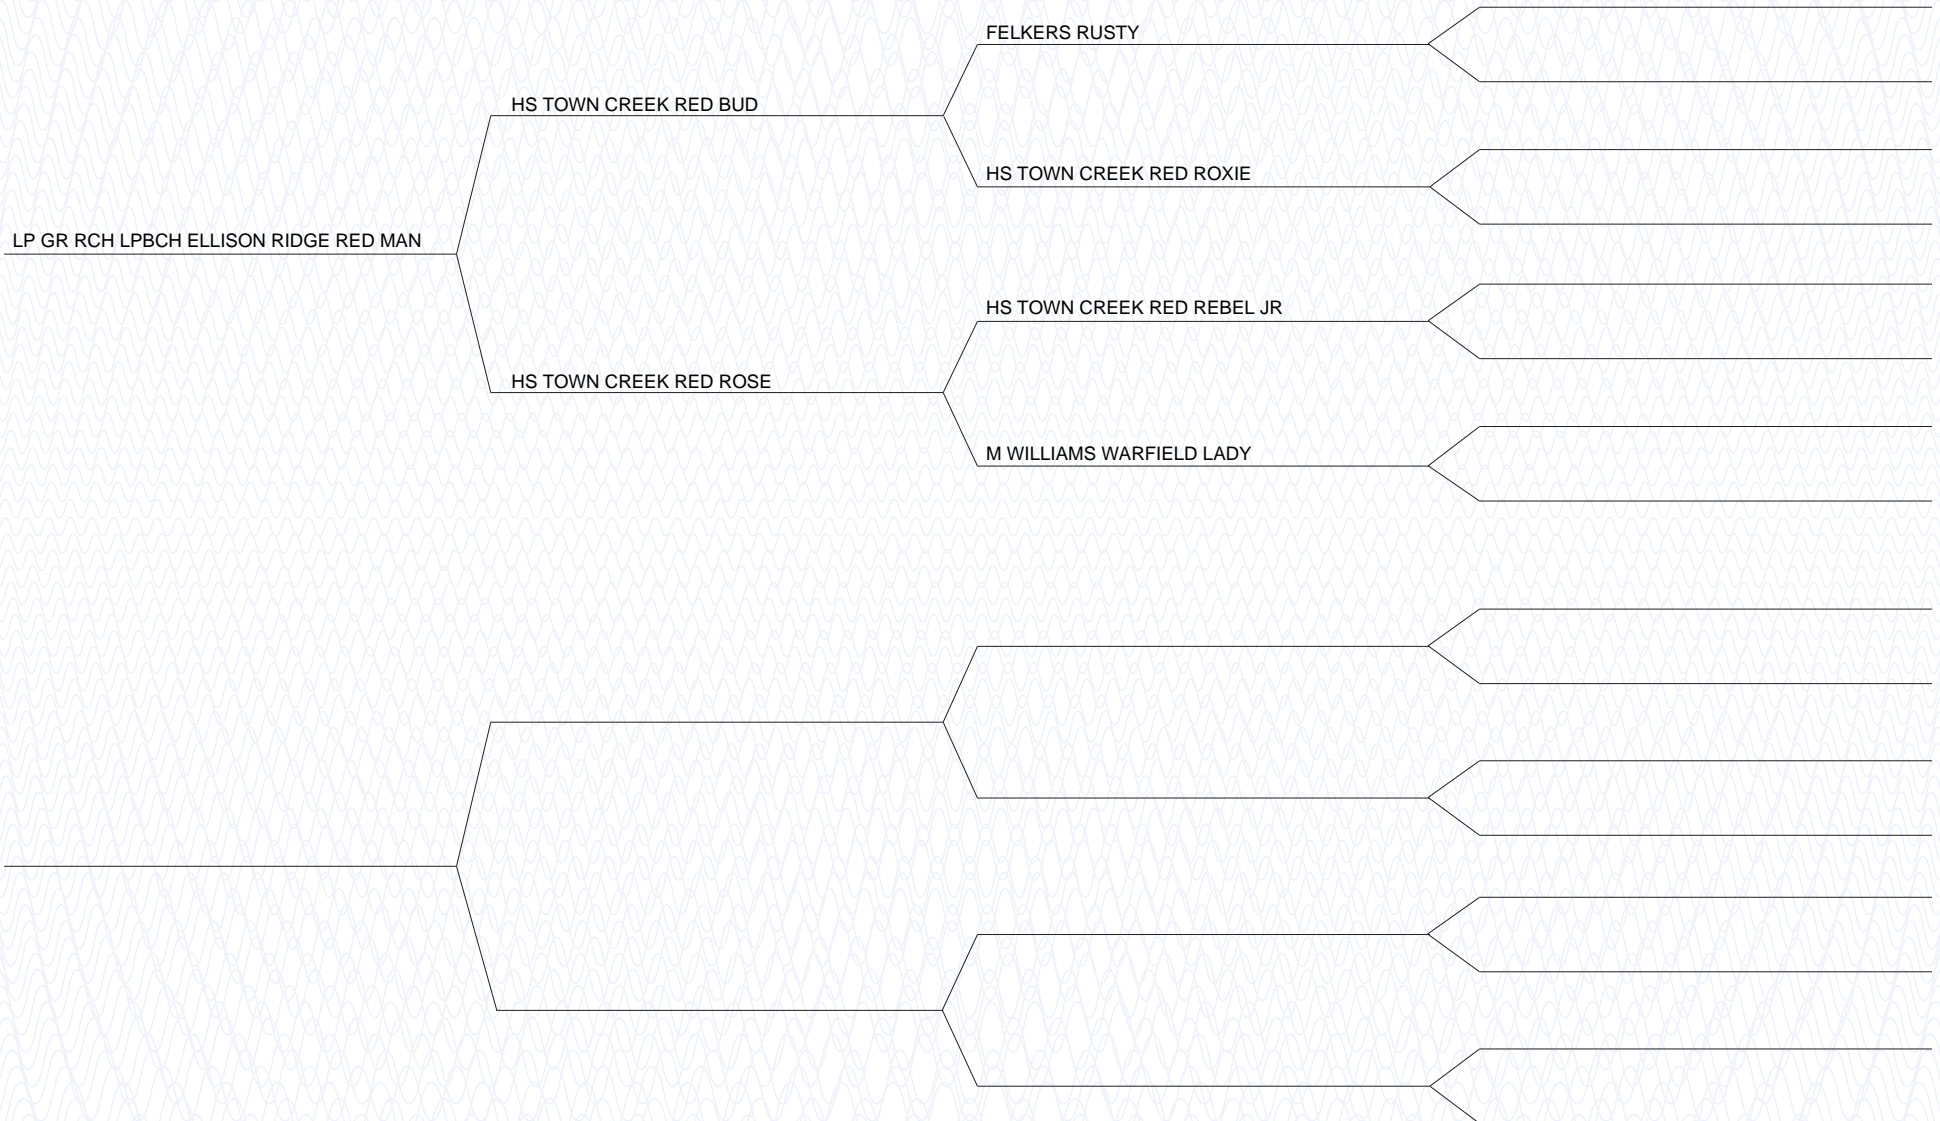 FELKERS RUSTY
HS TOWN CREEK RED BUD
HS TOWN CREEK RED ROXIE
LP GR RCH LPBCH ELLISON RIDGE RED MAN
HS TOWN CREEK RED REBEL JR
HS TOWN CREEK RED ROSE
M WILLIAMS WARFIELD LADY